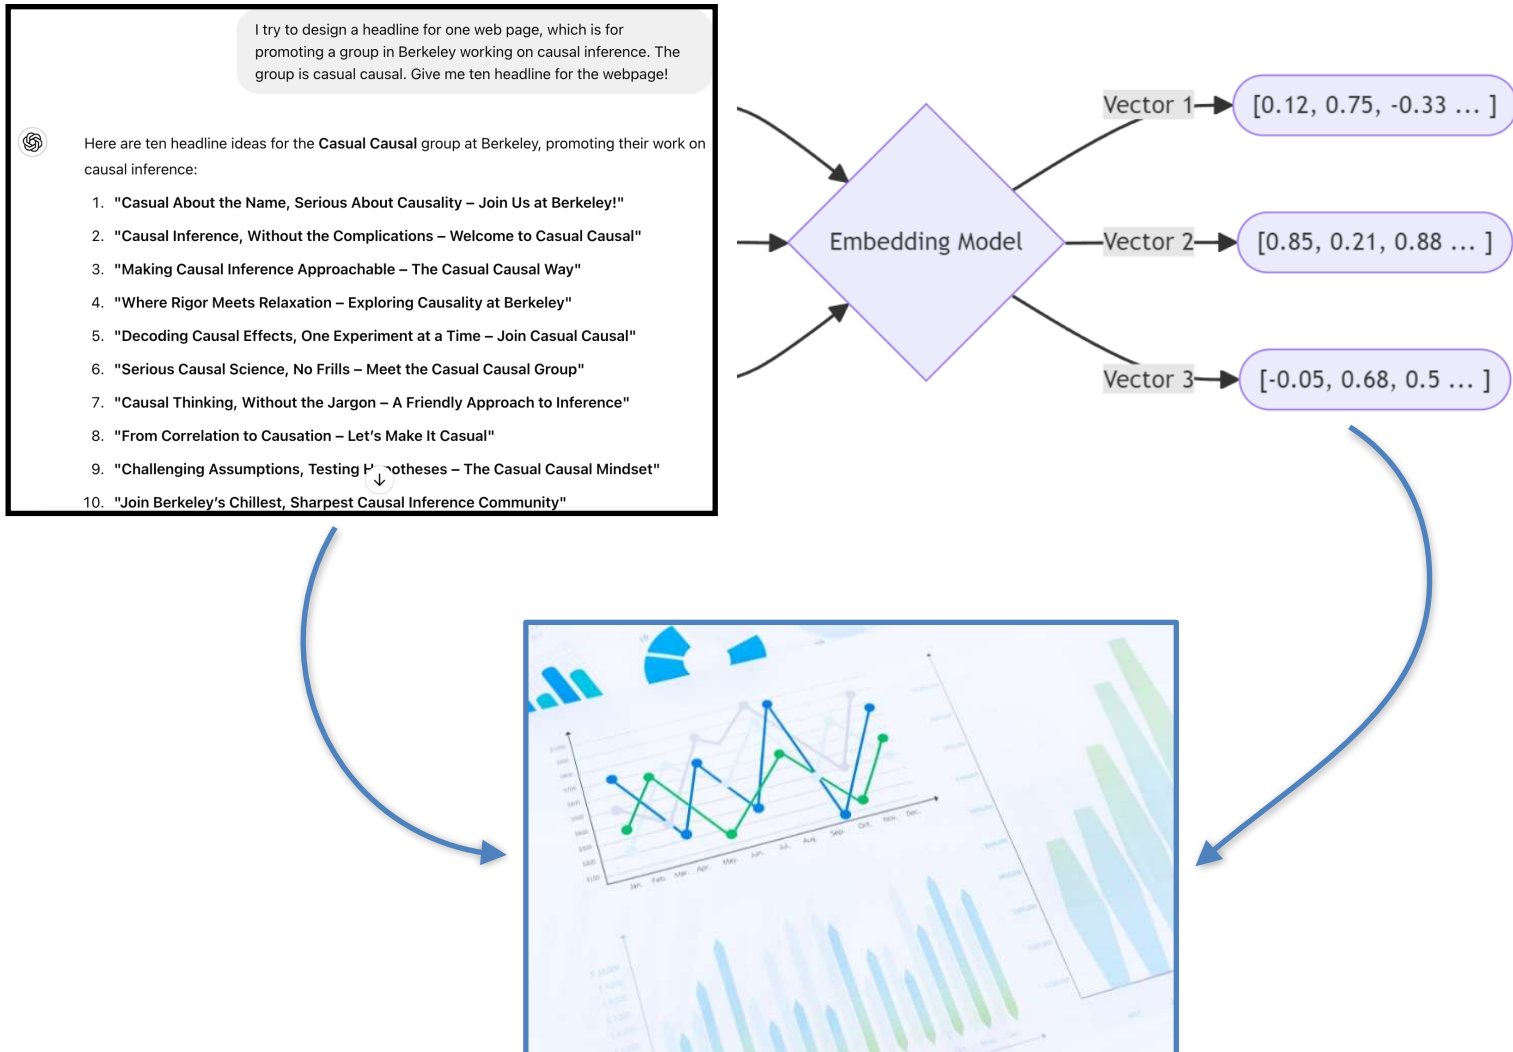 I try to design a headline for one web page, which is for
promoting a group in Berkeley working on causal inference. The
group is casual causal. Give me ten headline for the webpage!
Here are ten headline ideas for the Casual Causal group at Berkeley, promoting their work on
causal inference:
1. "Casual About the Name, Serious About Causality – Join Us at Berkeley!"
2. "Causal Inference, Without the Complications – Welcome to Casual Causal"
3. "Making Causal Inference Approachable – The Casual Causal Way"
4. "Where Rigor Meets Relaxation – Exploring Causality at Berkeley"
5. "Decoding Causal Effects, One Experiment at a Time – Join Casual Causal"
6. "Serious Causal Science, No Frills – Meet the Casual Causal Group"
7. "Causal Thinking, Without the Jargon – A Friendly Approach to Inference"
8. "From Correlation to Causation – Let's Make It Casual"
9. "Challenging Assumptions, Testing Hypotheses – The Casual Causal Mindset"
10. "Join Berkeley's Chillest, Sharpest Causal Inference Community"
Embedding Model
Vector 1
[0.12, 0.75, -0.33 ... ]
Vector 2
[0.85, 0.21, 0.88 ... ]
Vector 3
[-0.05, 0.68, 0.5 ... ]
Jan. Feb. Mar. Apr. May. Jun. Jul. Aug. Sep. Oct. Nov. Dec.